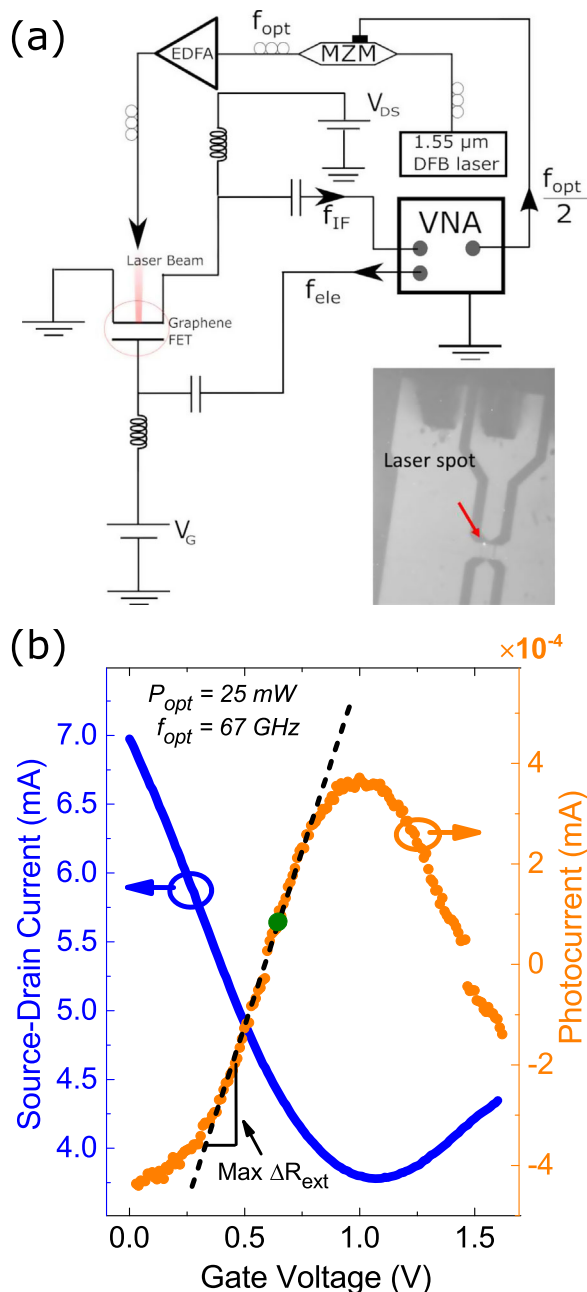 (a)
f_opt
EDFA
MZM
V_DS
1.55 µm
DFB laser
f_opt
2
f_IF
VNA
Laser Beam
f_ele
Graphene
FET
Laser spot
V_G
(b)
×10⁻⁴
P_opt = 25 mW
f_opt = 67 GHz
7.0
6.5
6.0
5.5
5.0
4.5
4.0
Source-Drain Current (mA)
4
2
0
-2
-4
Photocurrent (mA)
Max ΔR_ext
0.0
0.5
1.0
1.5
Gate Voltage (V)